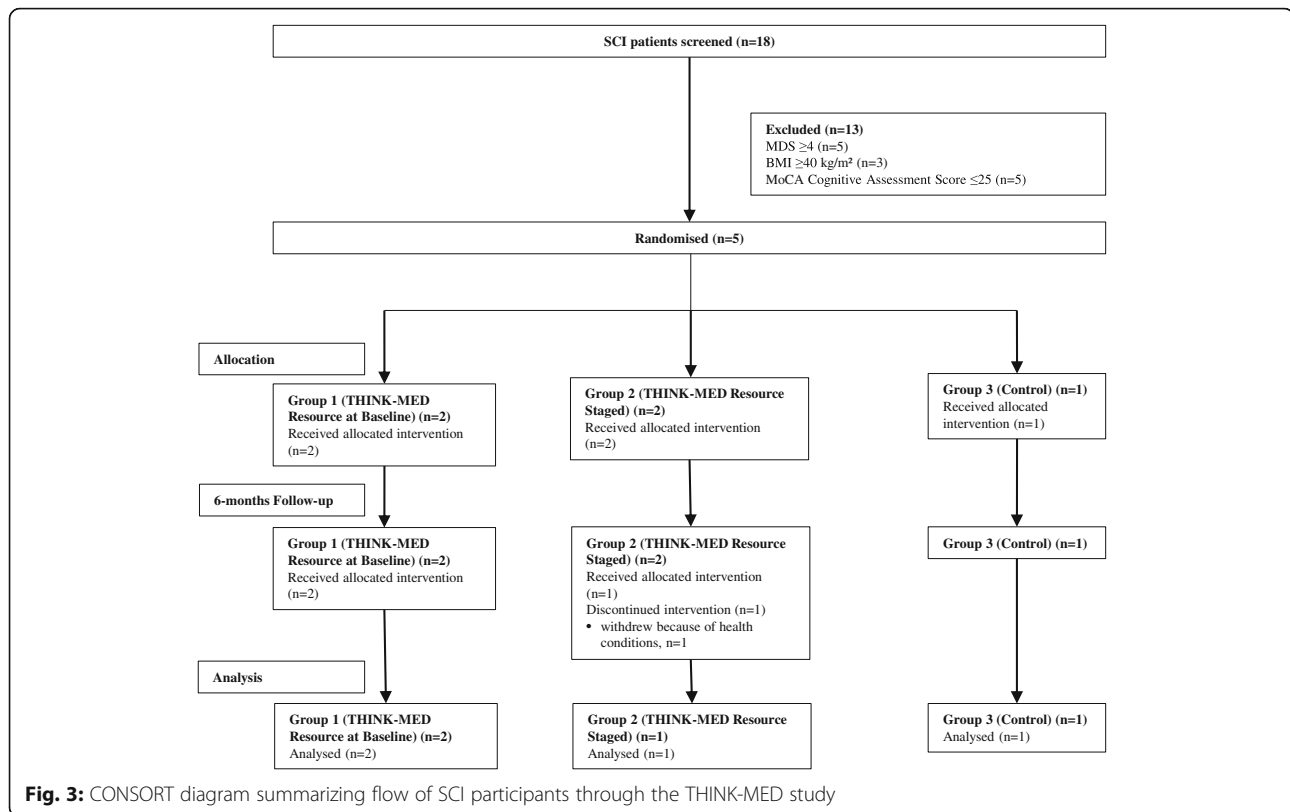 SCI patients screened (n=18)
Excluded (n=13)
MDS ≥4 (n=5)
BMI ≥40 kg/m² (n=3)
MoCA Cognitive Assessment Score ≤25 (n=5)
Randomised (n=5)
Allocation
Group 1 (THINK-MED
Resource at Baseline) (n=2)
Received allocated intervention
(n=2)
Group 2 (THINK-MED Resource
Staged) (n=2)
Received allocated intervention
(n=2)
Group 3 (Control) (n=1)
Received allocated
intervention (n=1)
6-months Follow-up
Group 1 (THINK-MED
Resource at Baseline) (n=2)
Received allocated intervention
(n=2)
Group 2 (THINK-MED Resource
Staged) (n=2)
Received allocated intervention
(n=1)
Discontinued intervention (n=1)
• withdrew because of health
conditions, n=1
Group 3 (Control) (n=1)
Analysis
Group 1 (THINK-MED
Resource at Baseline) (n=2)
Analysed (n=2)
Group 2 (THINK-MED Resource
Staged) (n=1)
Analysed (n=1)
Group 3 (Control) (n=1)
Analysed (n=1)
Fig. 3: CONSORT diagram summarizing flow of SCI participants through the THINK-MED study